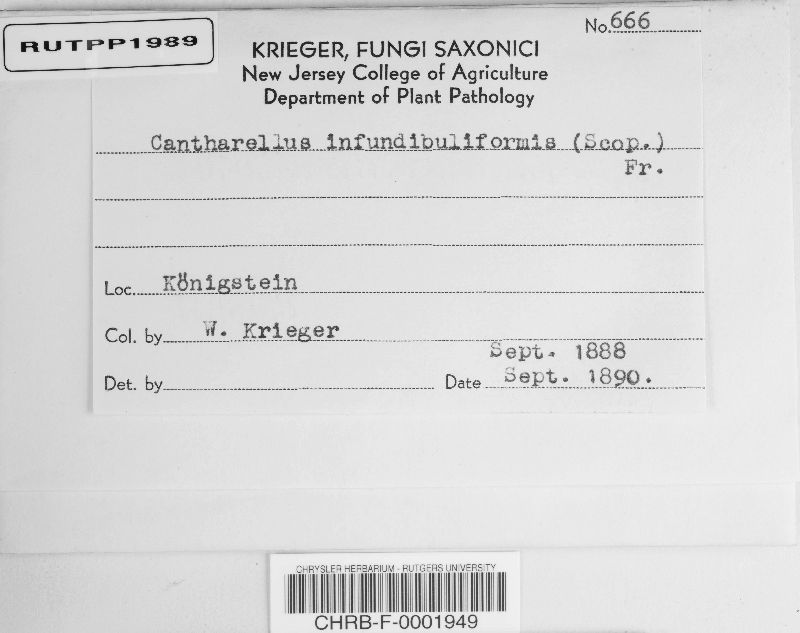 No. 666
RUTPP1989
KRIEGER, FUNGI SAXONICI
New Jersey College of Agriculture
Department of Plant Pathology
Cantharellus infundibuliformis (Scop.)
Fr.
Loc. Königstein
Col. by W. Krieger
Sept. 1888
Det. by Date Sept. 1890.
CHRYSLER HERBARIUM - RUTGERS UNIVERSITY
CHRB-F-0001949